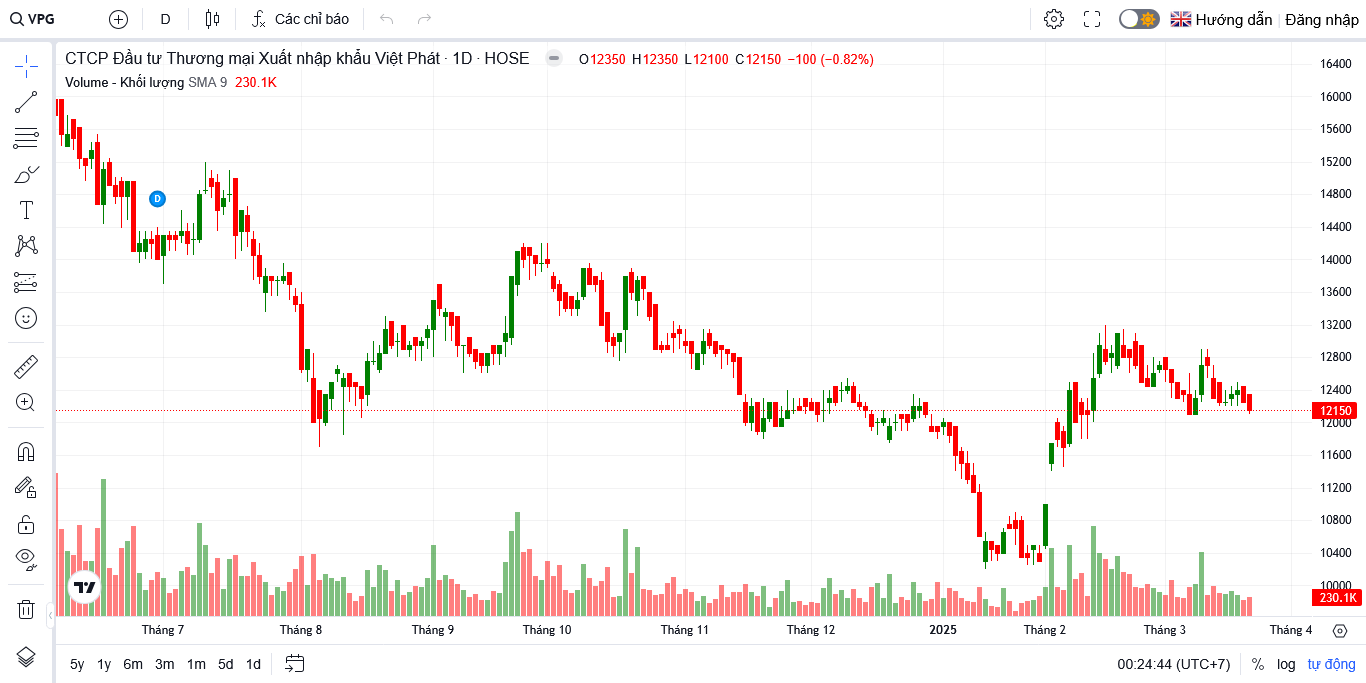 VPG D Các chỉ báo Hướng dẫn Đăng nhập
CTCP Đầu tư Thương mại Xuất nhập khẩu Việt Phát · 1D · HOSE O12350 H12350 L12100 C12150 −100 (−0.82%)
Volume - Khối lượng SMA 9 230.1K
16400
16000
15600
15200
14800
D
14400
14000
13600
13200
12800
12400
12150
12000
11600
11200
10800
10400
10000
230.1K
Tháng 7 Tháng 8 Tháng 9 Tháng 10 Tháng 11 Tháng 12 2025 Tháng 2 Tháng 3 Tháng 4
5y 1y 6m 3m 1m 5d 1d 00:24:44 (UTC+7) % log tự động